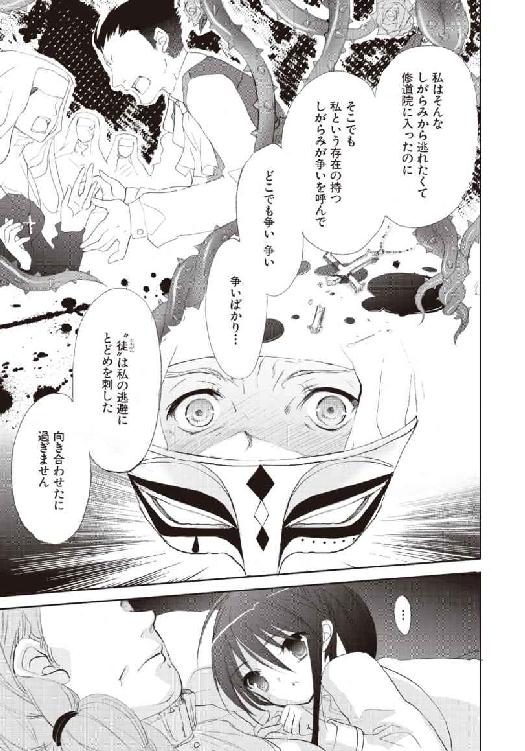 私はそんな
しがらみから逃れたくて
修道院に入ったのに
そこでも
私という存在の持つ
しがらみが争いを呼んで
どこでも争い 争い
争いばかり…
“徒”は私の逃避に
とどめを刺した
向き合わせたに
過ぎません
…